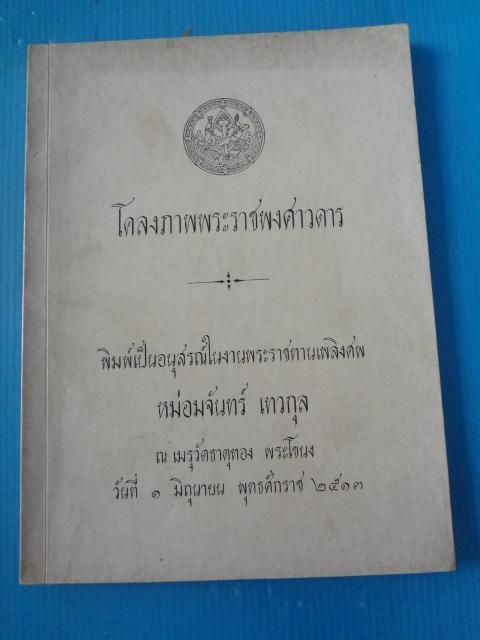 โคลงภาพพระราชพงศาวดาร
พิมพ์เป็นอนุสรณ์ในงานพระราชทานเพลิงศพ
หม่อมจันทร์ เทวกุล
ณ เมรุวัดธาตุทอง พระโขนง
วันที่ ๑ มิถุนายน พุทธศักราช ๒๕๑๓